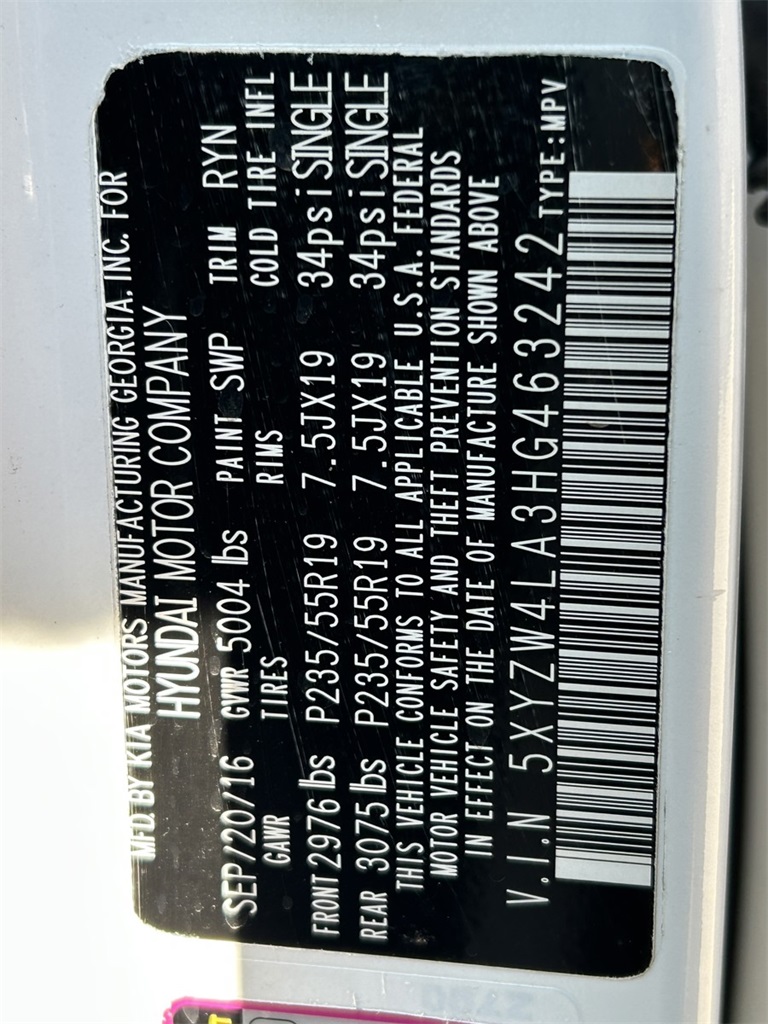 MFD. BY KIA MOTORS MANUFACTURING GEORGIA, INC. FOR
HYUNDAI MOTOR COMPANY
SEP/20/16 GVWR 5004 lbs PAINT SWP TRIM RYN
GAWR TIRES RIMS COLD TIRE INFL
FRONT 2976 lbs P235/55R19 7.5JX19 34psi SINGLE
REAR 3075 lbs P235/55R19 7.5JX19 34psi SINGLE
THIS VEHICLE CONFORMS TO ALL APPLICABLE U.S.A. FEDERAL
MOTOR VEHICLE SAFETY AND THEFT PREVENTION STANDARDS
IN EFFECT ON THE DATE OF MANUFACTURE SHOWN ABOVE
V.I.N 5XYZW4LA3HG463242 TYPE:MPV